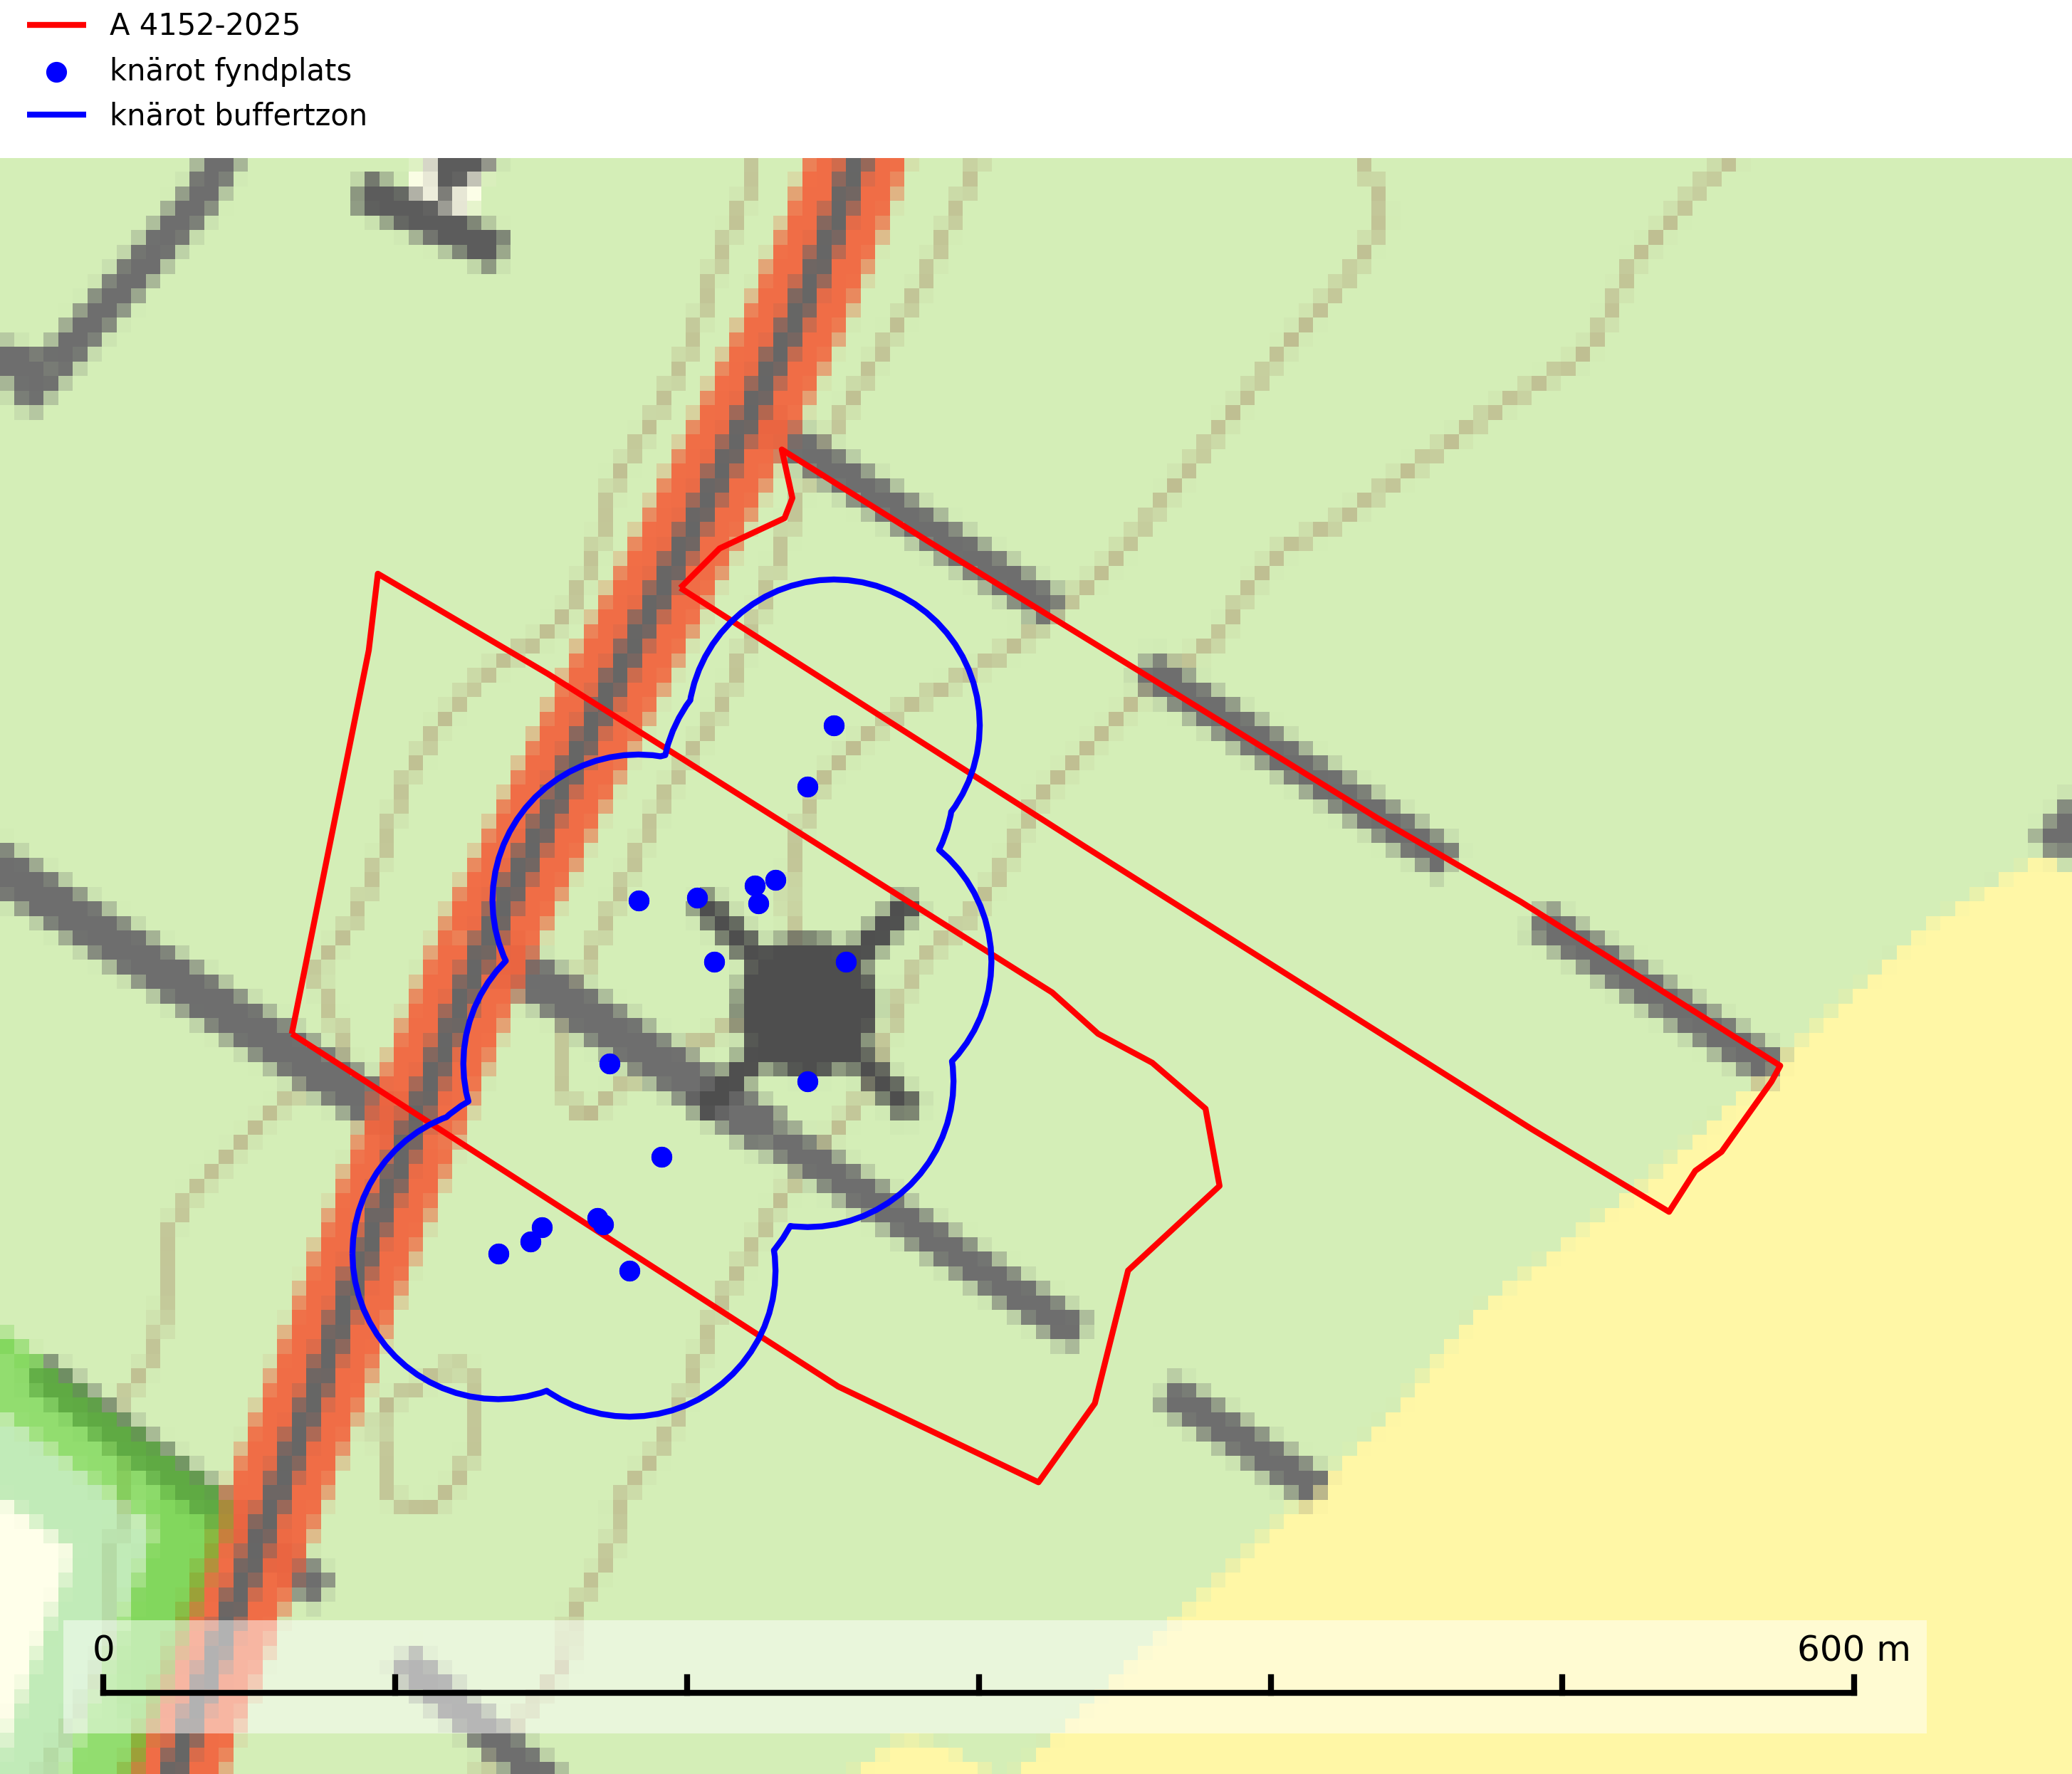 A 4152-2025
knärot fyndplats
knärot buffertzon
0
600 m